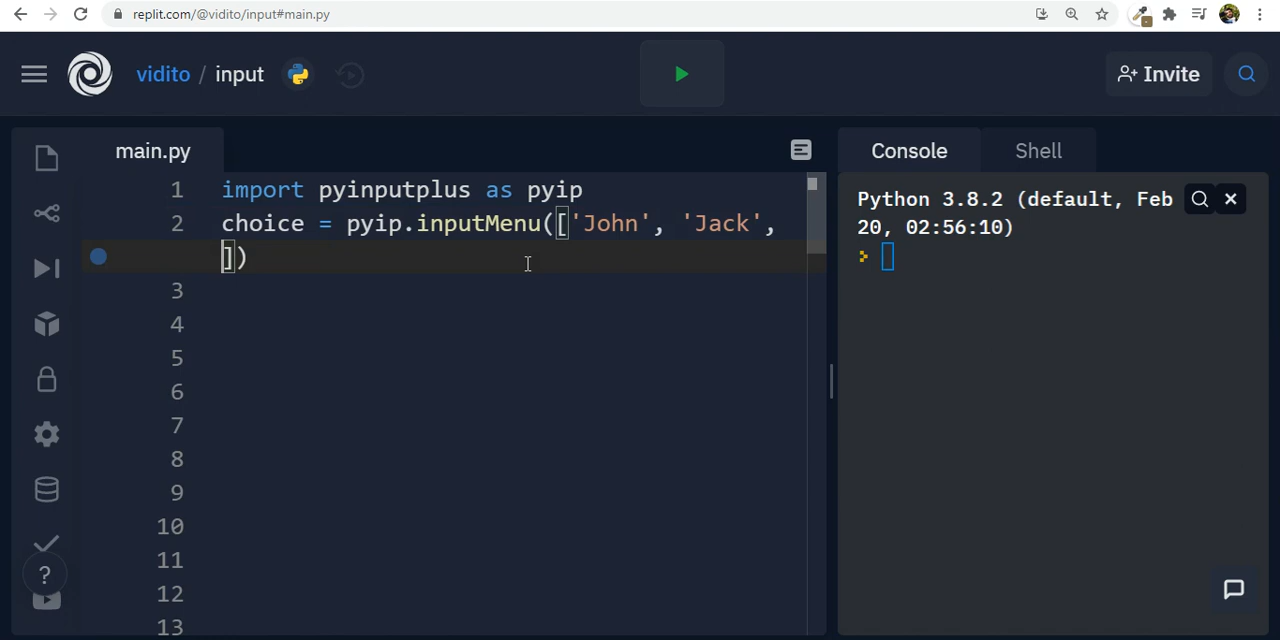 replit.com/@vidito/input#main.py
vidito / input
Invite
main.py
Console
Shell
1 import pyinputplus as pyip
2 choice = pyip.inputMenu(['John', 'Jack',
])
3
4
5
6
7
8
9
10
11
12
13
Python 3.8.2 (default, Feb
20, 02:56:10)
>
?